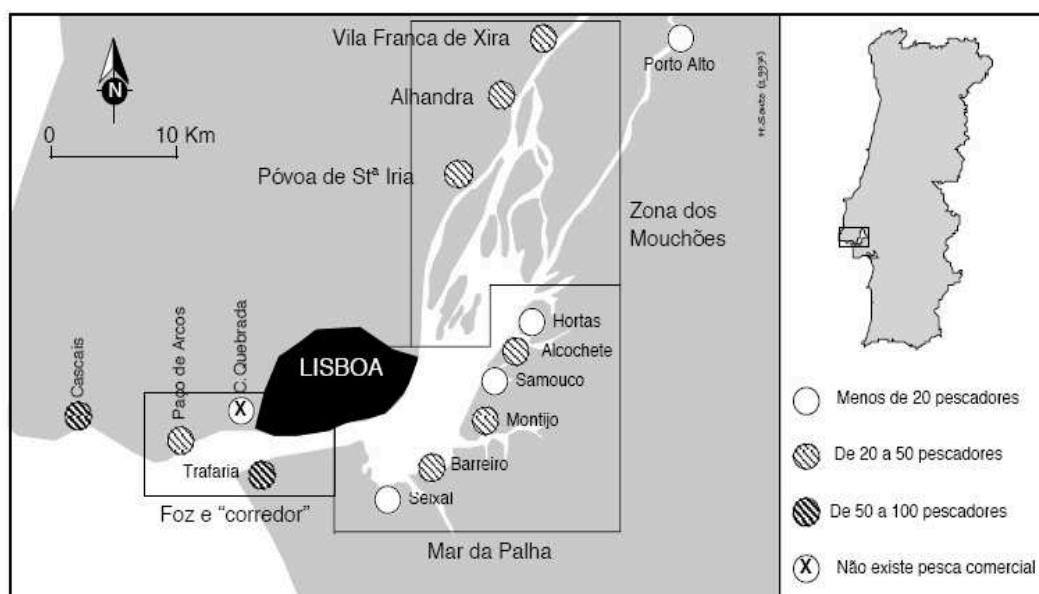 Vila Franca de Xira
Porto Alto
Alhandra
N
0 10 Km
Póvoa de Stª Iria
Zona dos
Mouchões
Hortas
Alcochete
LISBOA
Samouco
Cascais
Paço de Arcos
C. Quebrada
X
Montijo
Trafaria
Barreiro
Seixal
Foz e “corredor”
Mar da Palha
H. Souto (1997)
Menos de 20 pescadores
De 20 a 50 pescadores
De 50 a 100 pescadores
X Não existe pesca comercial